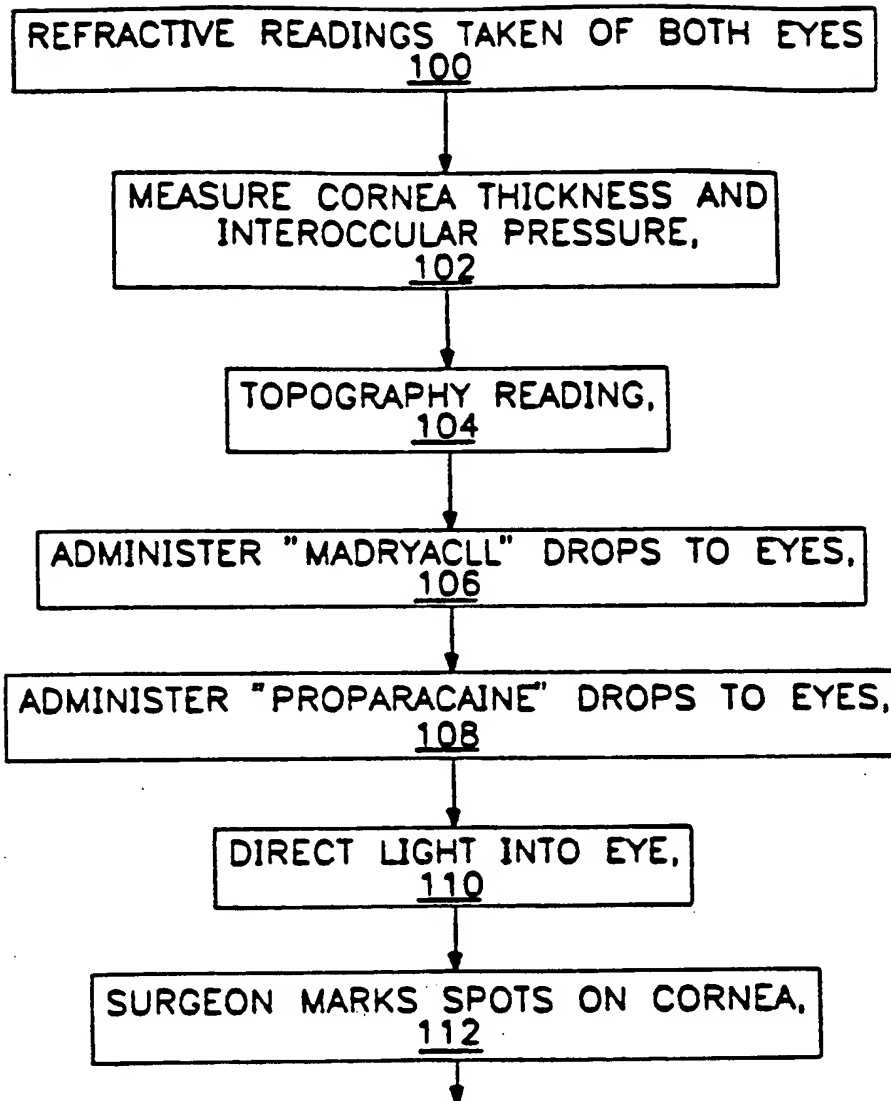 REFRACTIVE READINGS TAKEN OF BOTH EYES
100
MEASURE CORNEA THICKNESS AND
INTEROCCULAR PRESSURE,
102
TOPOGRAPHY READING,
104
ADMINISTER "MADRYACLL" DROPS TO EYES,
106
ADMINISTER "PROPARACAINE" DROPS TO EYES,
108
DIRECT LIGHT INTO EYE,
110
SURGEON MARKS SPOTS ON CORNEA,
112